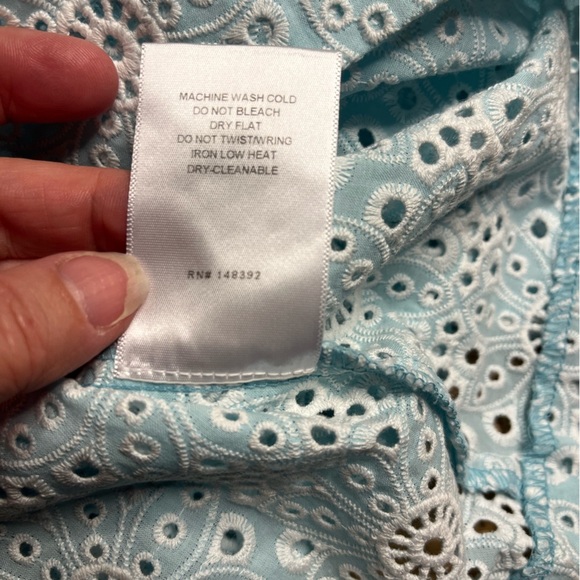 MACHINE WASH COLD
DO NOT BLEACH
DRY FLAT
DO NOT TWIST/WRING
IRON LOW HEAT
DRY-CLEANABLE
RN# 148392